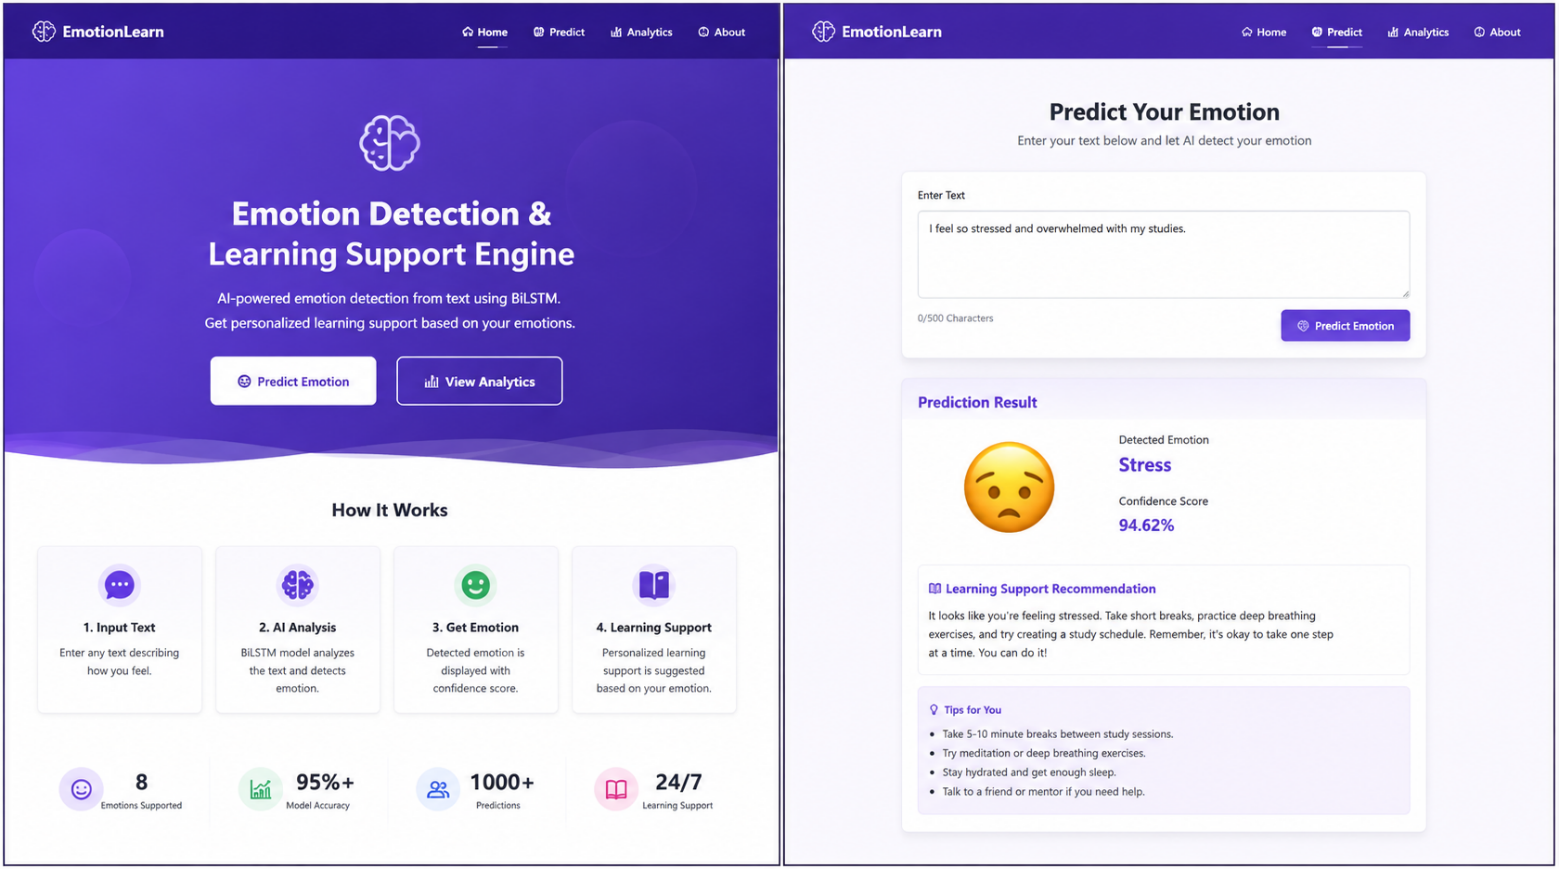 EmotionLearn
Home
Predict
Analytics
About
Emotion Detection &
Learning Support Engine
AI-powered emotion detection from text using BiLSTM.
Get personalized learning support based on your emotions.
Predict Emotion
View Analytics
How It Works
1. Input Text
Enter any text describing
how you feel.
2. AI Analysis
BiLSTM model analyzes
the text and detects
emotion.
3. Get Emotion
Detected emotion is
displayed with
confidence score.
4. Learning Support
Personalized learning
support is suggested
based on your emotion.
8
Emotions Supported
95%+
Model Accuracy
1000+
Predictions
24/7
Learning Support
EmotionLearn
Home
Predict
Analytics
About
Predict Your Emotion
Enter your text below and let AI detect your emotion
Enter Text
I feel so stressed and overwhelmed with my studies.
0/500 Characters
Predict Emotion
Prediction Result
Detected Emotion
Stress
Confidence Score
94.62%
Learning Support Recommendation
It looks like you're feeling stressed. Take short breaks, practice deep breathing
exercises, and try creating a study schedule. Remember, it's okay to take one step
at a time. You can do it!
Tips for You
• Take 5-10 minute breaks between study sessions.
• Try meditation or deep breathing exercises.
• Stay hydrated and get enough sleep.
• Talk to a friend or mentor if you need help.